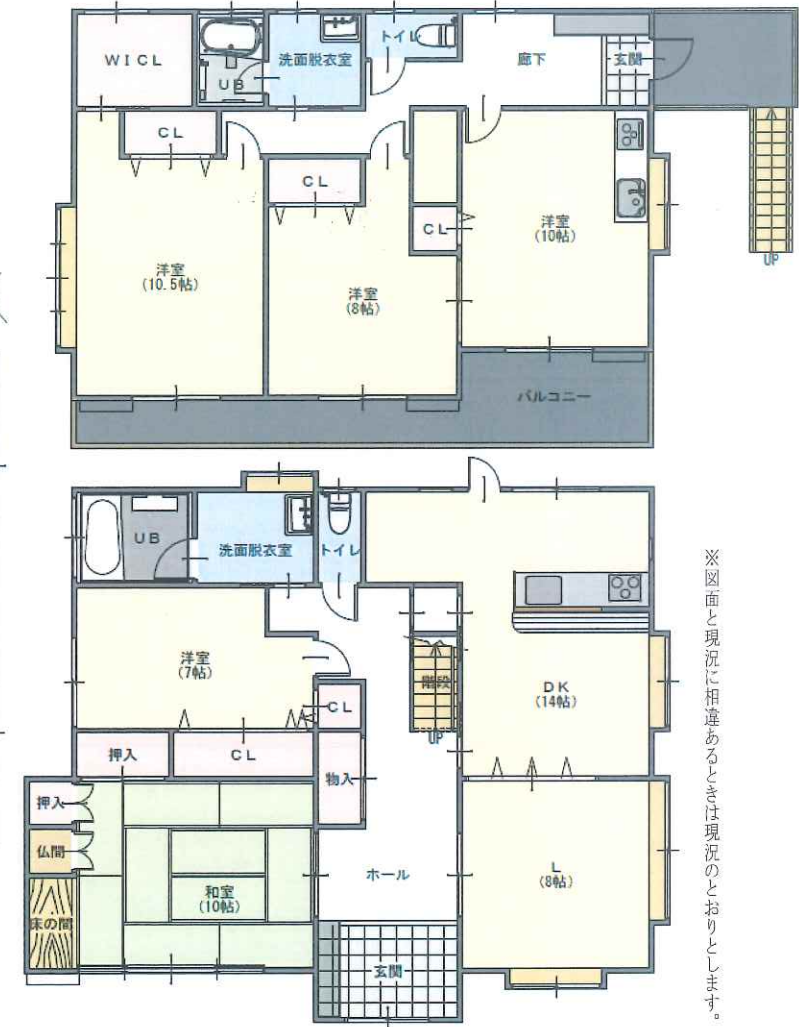 WICL
UB
洗面脱衣室
トイレ
廊下
玄関
CL
CL
CL
洋室
(10帖)
洋室
(10.5帖)
洋室
(8帖)
UP
バルコニー
UB
洗面脱衣室
トイレ
洋室
(7帖)
階段
UP
DK
(14帖)
CL
押入
CL
物入
押入
仏間
床の間
和室
(10帖)
ホール
L
(8帖)
玄関
※図面と現況に相違あるときは現況のとおりとします。